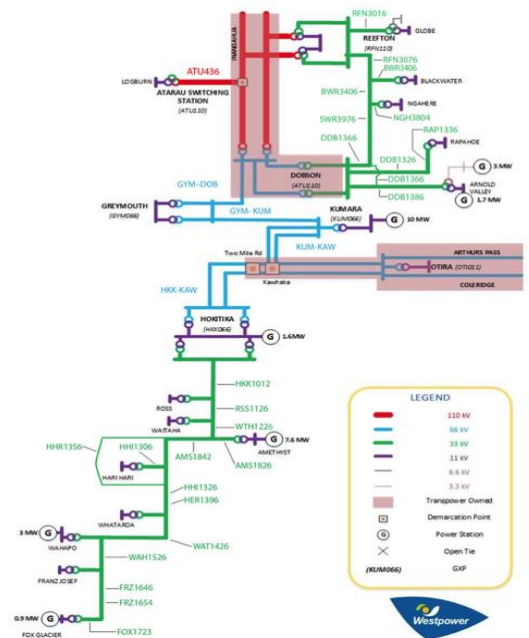 RFN3016
REEFTON
(RFN110)
GLOBE
INANGAHUA
ATU436
LOGBURN
ATARAU SWITCHING
STATION
(ATU110)
RFN3076
BWR3406
BLACKWATER
BWR3406
NGAHERE
SWR3976
NGH3804
RAP1336
DDB1366
RAPAHOE
DDB1326
G 3 MW
DOBSON
(ATU110)
DDB1366
ARNOLD
VALLEY
GYM-DOB
DDB1386
G 1.7 MW
GREYMOUTH
(GYM066)
GYM- KUM
KUMARA
(KUM066)
G 10 MW
KUM-KAW
Two Mile Rd
ARTHURS PASS
OTIRA (OTI011)
Kawhaka
COLERIDGE
HKK-KAW
HOKITIKA
(HKK066)
G 1.6MW
HKK1012
ROSS
RSS1126
WAITAHA
WTH1226
G 7.6 MW
HHR1356
HHI1306
AMS1842
AMS1826
AMETHYST
HARI HARI
HHI1326
HER1396
WHATAROA
3 MW G
WAHAPO
WAT1426
WAH1526
FRANZ JOSEF
FRZ1646
FRZ1654
0.9 MW G
FOX GLACIER
FOX1723
LEGEND
110 kV
66 kV
33 kV
11 kV
6.6 kV
3.3 kV
Transpower Owned
Demarcation Point
G Power Station
Open Tie
(KUM066) GXP
Westpower